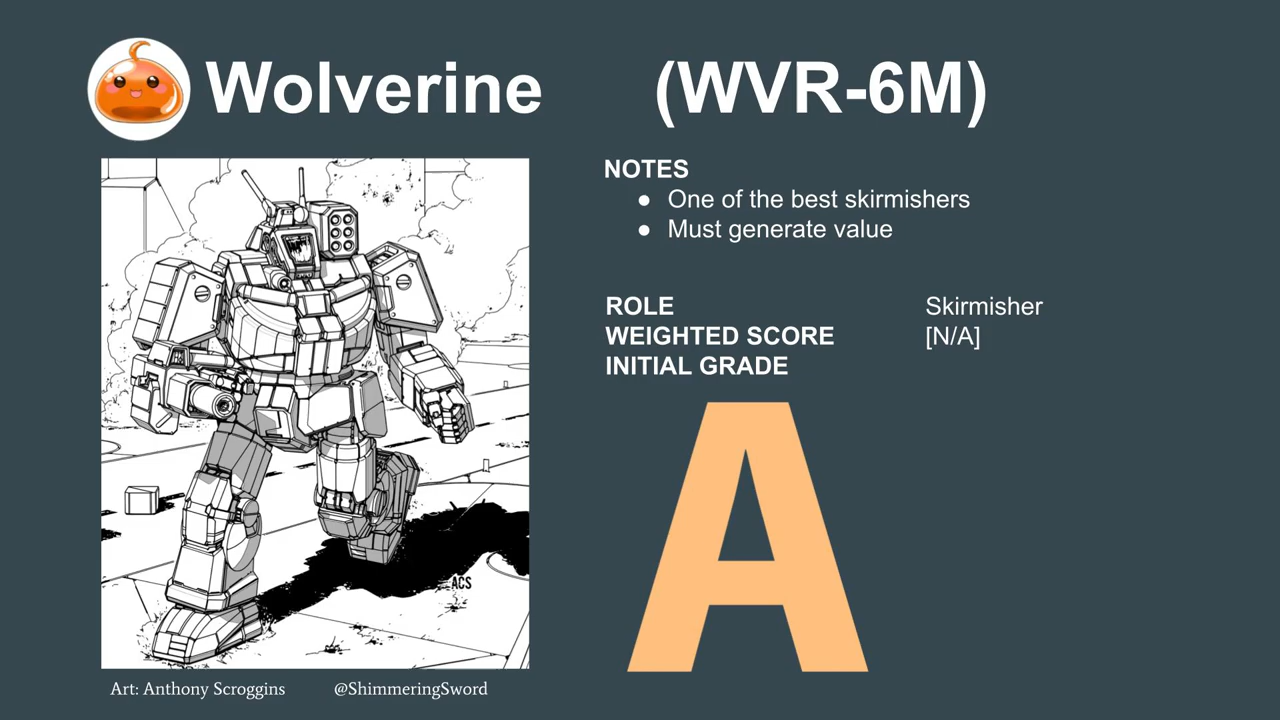 Wolverine (WVR-6M)
NOTES
● One of the best skirmishers
● Must generate value
ROLE Skirmisher
WEIGHTED SCORE [N/A]
INITIAL GRADE
A
ACS
Art: Anthony Scroggins @ShimmeringSword